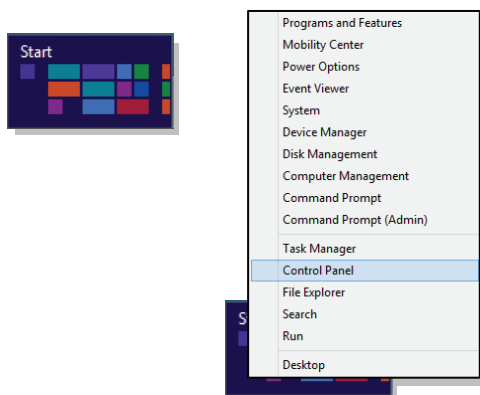 Start
Programs and Features
Mobility Center
Power Options
Event Viewer
System
Device Manager
Disk Management
Computer Management
Command Prompt
Command Prompt (Admin)
Task Manager
Control Panel
File Explorer
Search
Run
Desktop